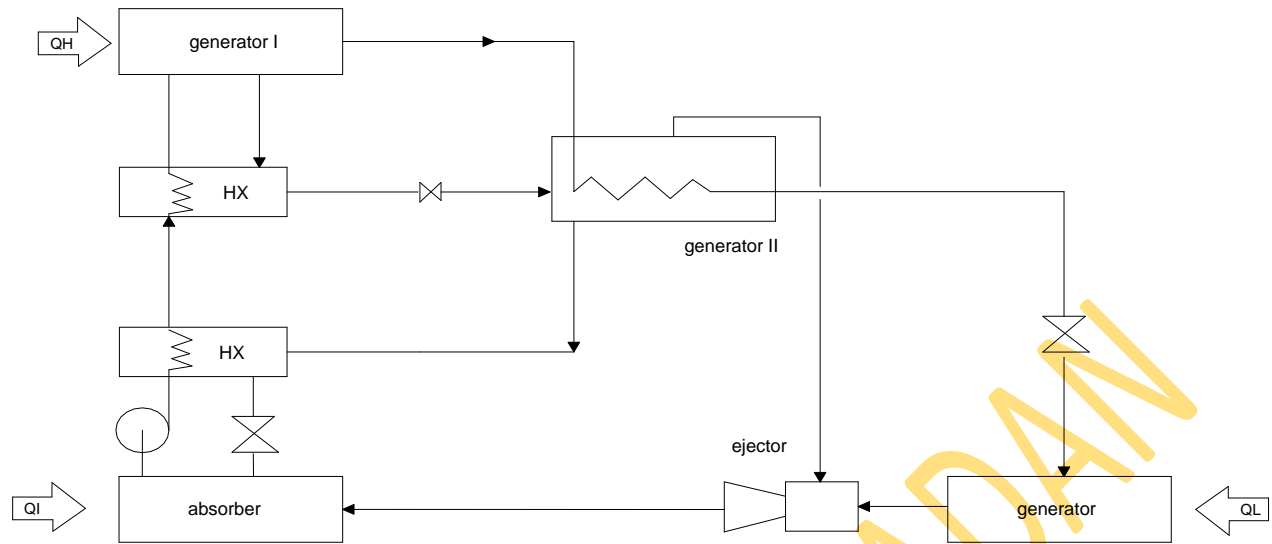 generator I
QH
HX
generator II
HX
ejector
QI
absorber
generator
QL